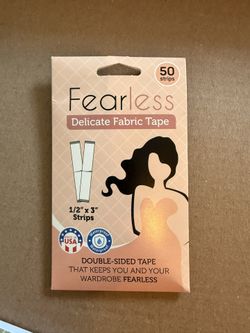 50
strips
Fearless
Delicate Fabric Tape
1/2" x 3"
Strips
USA
DOUBLE-SIDED TAPE
THAT KEEPS YOU AND YOUR
WARDROBE FEARLESS